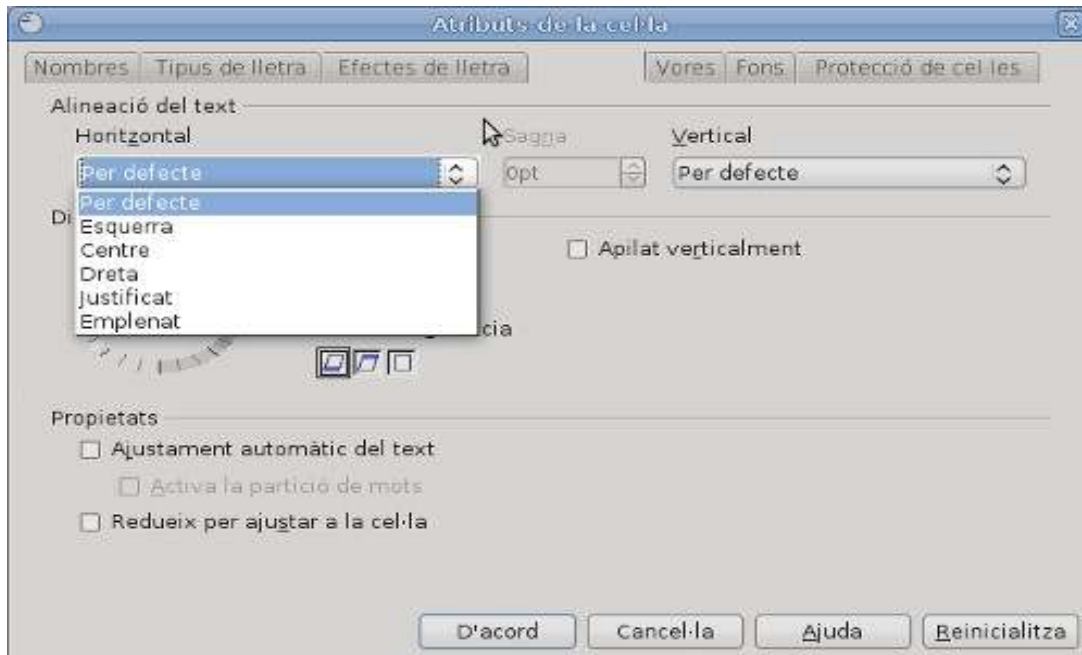 Atributs de la cel·la
Nombres Tipus de lletra Efectes de lletra Vores Fons Protecció de cel·les
Alineació del text
Horitzontal Sagna Vertical
Per defecte 0pt Per defecte
Per defecte
Di
Esquerra
Centre Apilat verticalment
Dreta
Justificat
Emplenat
cia
Propietats
Ajustament automàtic del text
Activa la partició de mots
Redueix per ajustar a la cel·la
D'acord Cancel·la Ajuda Reinicialitza